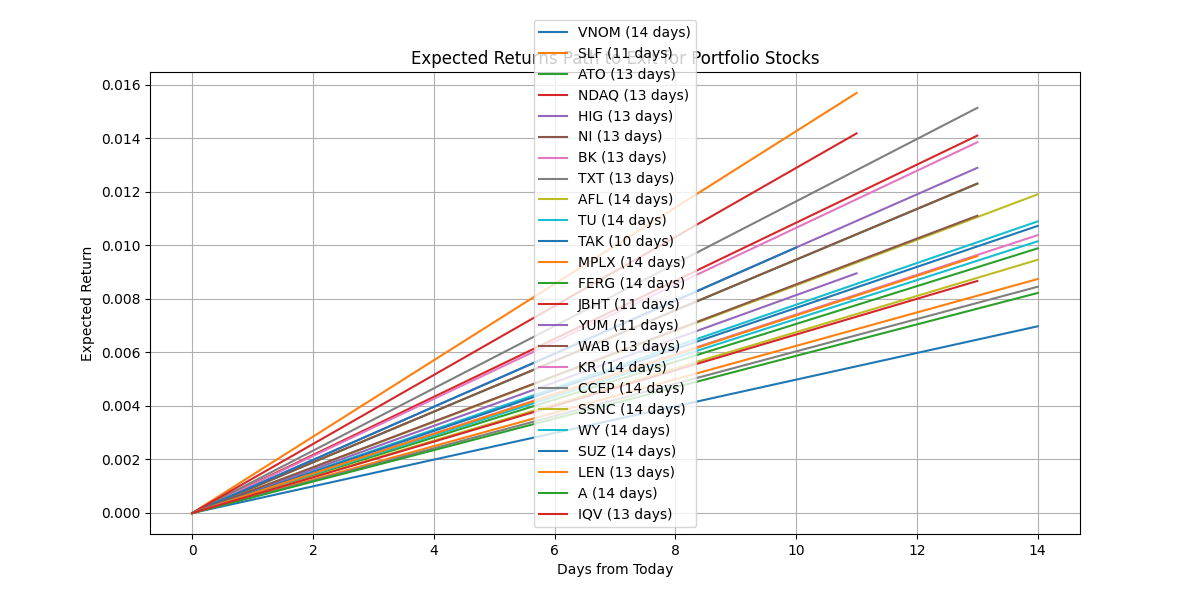 Expected Returns Path to Exit for Portfolio Stocks
VNOM (14 days)
SLF (11 days)
ATO (13 days)
NDAQ (13 days)
HIG (13 days)
NI (13 days)
BK (13 days)
TXT (13 days)
AFL (14 days)
TU (14 days)
TAK (10 days)
MPLX (14 days)
FERG (14 days)
JBHT (11 days)
YUM (11 days)
WAB (13 days)
KR (14 days)
CCEP (14 days)
SSNC (14 days)
WY (14 days)
SUZ (14 days)
LEN (13 days)
A (14 days)
IQV (13 days)
Expected Return
0.016
0.014
0.012
0.010
0.008
0.006
0.004
0.002
0.000
0 2 4 6 8 10 12 14
Days from Today